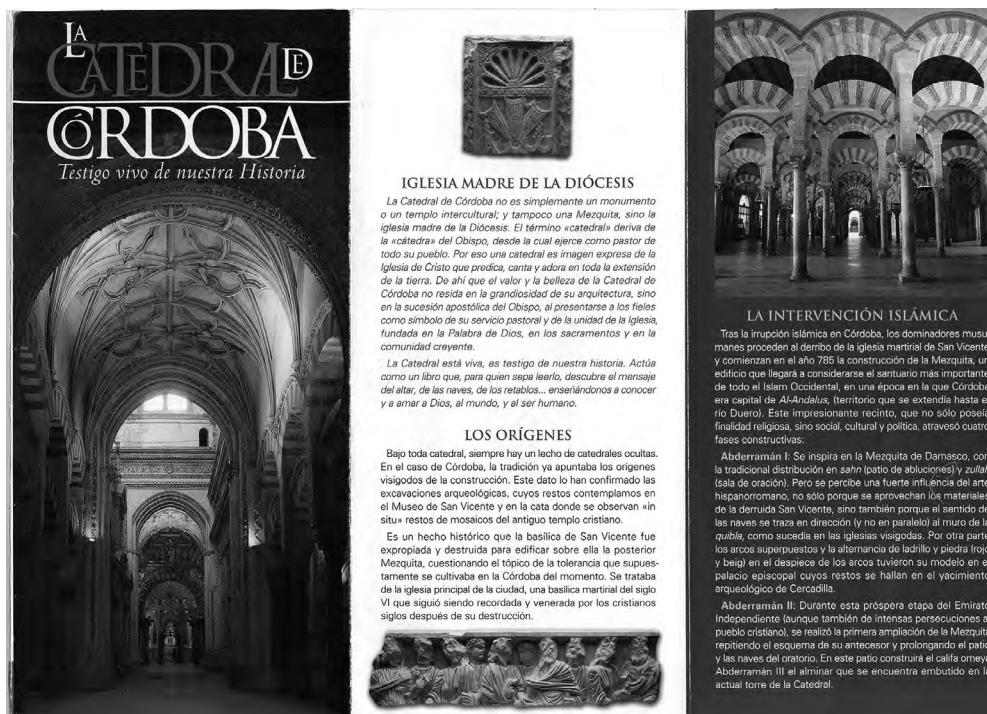 LA
CATEDRAL DE
CÓRDOBA
Testigo vivo de nuestra Historia
IGLESIA MADRE DE LA DIÓCESIS
La Catedral de Córdoba no es simplemente un monumento
o un templo intercultural; y tampoco una Mezquita, sino la
iglesia madre de la Diócesis. El término «catedral» deriva de
la «cátedra» del Obispo, desde la cual ejerce como pastor de
todo su pueblo. Por eso una catedral es imagen expresa de la
Iglesia de Cristo que predica, canta y adora en toda la extensión
de la tierra. De ahí que el valor y la belleza de la Catedral de
Córdoba no resida en la grandiosidad de su arquitectura, sino
en la sucesión apostólica del Obispo, al presentarse a los fieles
como símbolo de su servicio pastoral y de la unidad de la Iglesia,
fundada en la Palabra de Dios, en los sacramentos y en la
comunidad creyente.
La Catedral está viva, es testigo de nuestra historia. Actúa
como un libro que, para quien sepa leerlo, descubre el mensaje
del altar, de las naves, de los retablos... enseñándonos a conocer
y a amar a Dios, al mundo, y al ser humano.
LOS ORÍGENES
Bajo toda catedral, siempre hay un lecho de catedrales ocultas.
En el caso de Córdoba, la tradición ya apuntaba los orígenes
visigodos de la construcción. Este dato lo han confirmado las
excavaciones arqueológicas, cuyos restos contemplamos en
el Museo de San Vicente y en la cata donde se observan «in
situ» restos de mosaicos del antiguo templo cristiano.
Es un hecho histórico que la basílica de San Vicente fue
expropiada y destruida para edificar sobre ella la posterior
Mezquita, cuestionando el tópico de la tolerancia que supues-
tamente se cultivaba en la Córdoba del momento. Se trataba
de la iglesia principal de la ciudad, una basílica martirial del siglo
VI que siguió siendo recordada y venerada por los cristianos
siglos después de su destrucción.
LA INTERVENCIÓN ISLÁMICA
Tras la irrupción islámica en Córdoba, los dominadores musu
manes proceden al derribo de la iglesia martirial de San Vicente
y comienzan en el año 785 la construcción de la Mezquita, un
edificio que llegará a considerarse el santuario más importante
de todo el Islam Occidental, en una época en la que Córdoba
era capital de Al-Andalus, (territorio que se extendía hasta e
río Duero). Este impresionante recinto, que no sólo poseía
finalidad religiosa, sino social, cultural y política, atravesó cuatro
fases constructivas:
Abderramán I: Se inspira en la Mezquita de Damasco, con
la tradicional distribución en sahn (patio de abluciones) y zullah
(sala de oración). Pero se percibe una fuerte influencia del arte
hispanorromano, no sólo porque se aprovechan los materiales
de la derruida San Vicente, sino también porque el sentido de
las naves se traza en dirección (y no en paralelo) al muro de la
quibla, como sucedía en las iglesias visigodas. Por otra parte
los arcos superpuestos y la alternancia de ladrillo y piedra (rojo
y beig) en el despiece de los arcos tuvieron su modelo en e
palacio episcopal cuyos restos se hallan en el yacimiento
arqueológico de Cercadilla.
Abderramán II: Durante esta próspera etapa del Emirato
Independiente (aunque también de intensas persecuciones a
pueblo cristiano), se realizó la primera ampliación de la Mezquita
repitiendo el esquema de su antecesor y prolongando el patio
y las naves del oratorio. En este patio construirá el califa omeya
Abderramán III el alminar que se encuentra embutido en la
actual torre de la Catedral.